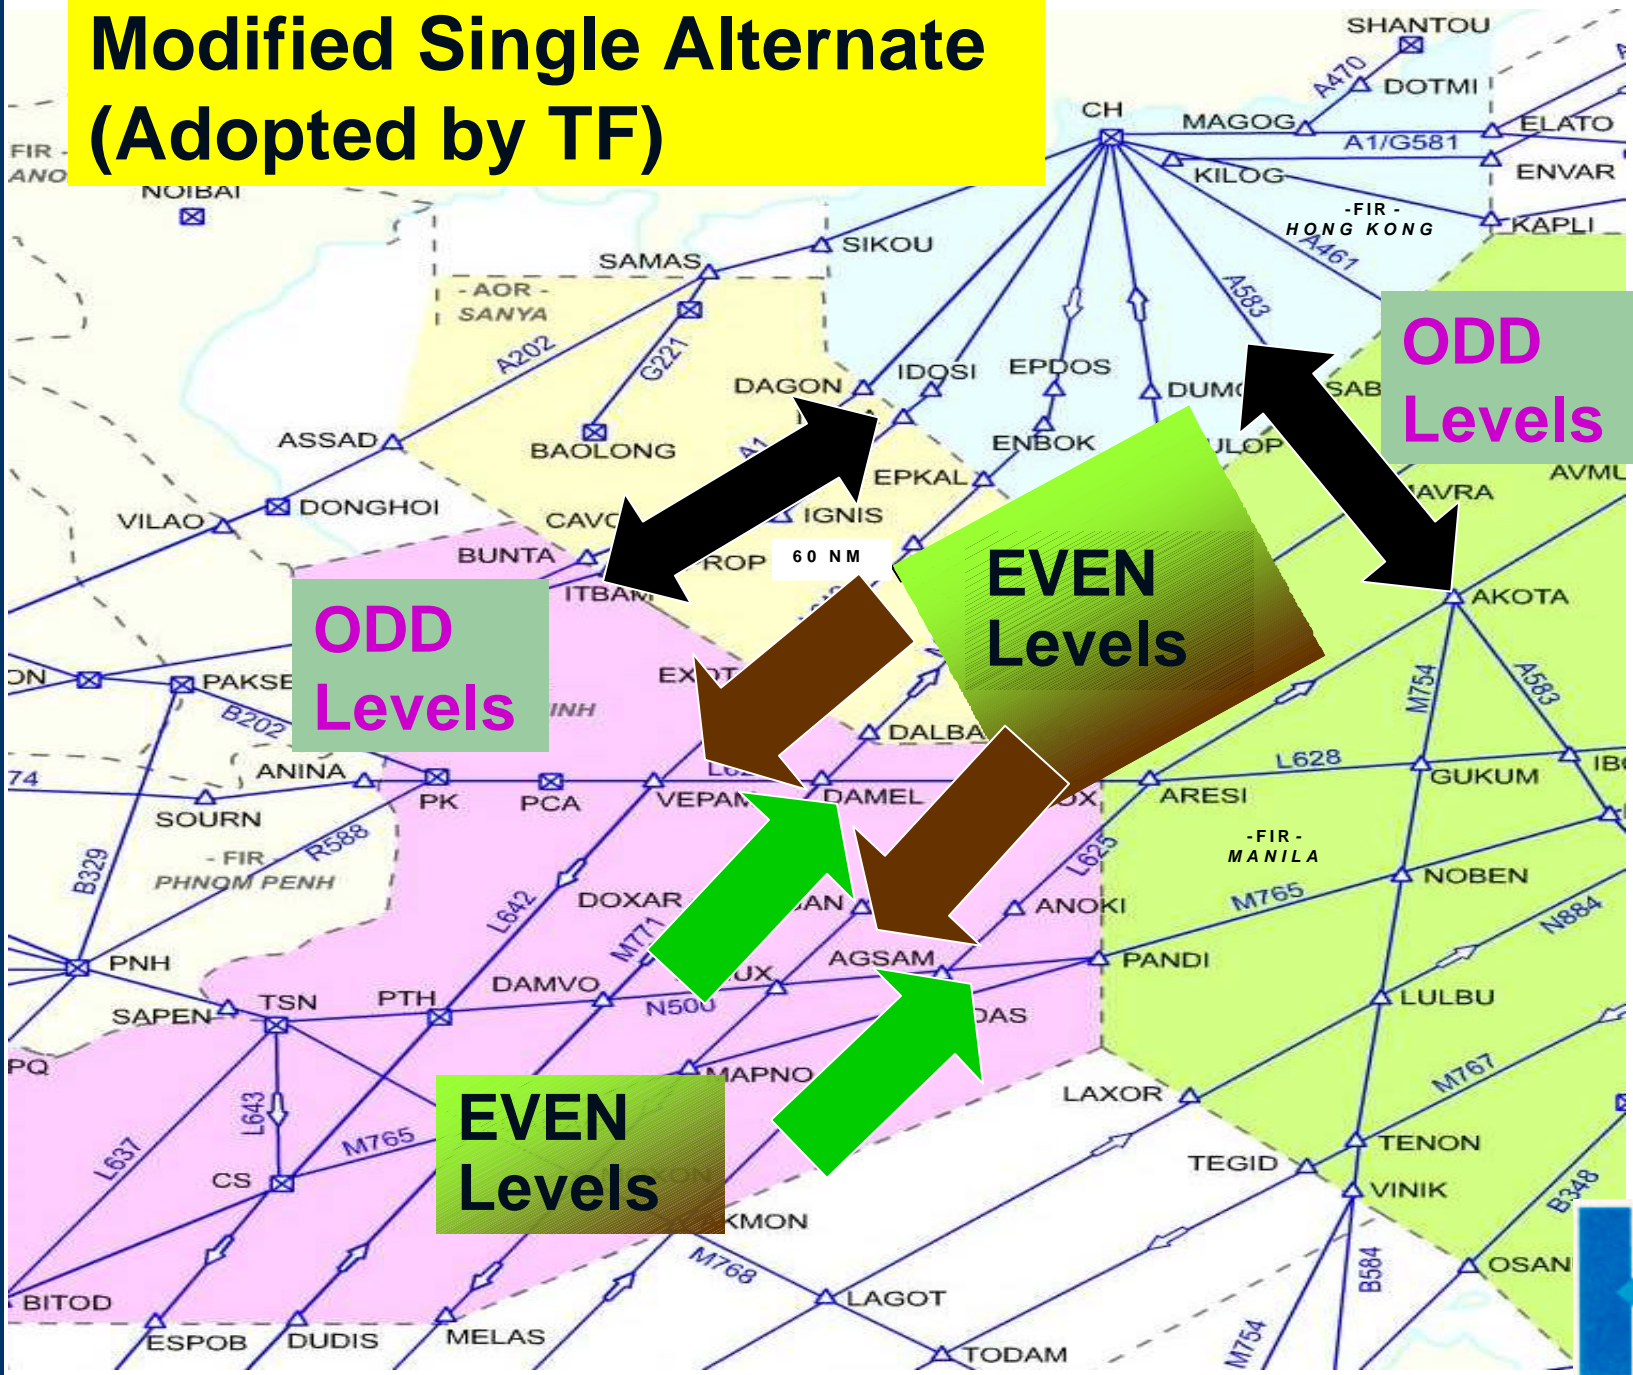 Modified Single Alternate
(Adopted by TF)
SHANTOU
A470
DOTMI
CH
MAGOG
ELATO
A1/G581
FIR -
KILOG
ENVAR
NOIBAI
-FIR -
HONG KONG
KAPLI
SIKOU
A461
SAMAS
- AOR -
SANYA
A583
ODD
Levels
A202
G221
IDOSI
EPDOS
DAGON
ASSAD
BAOLONG
A1
ENBOK
EPKAL
DONGHOI
VILAO
IGNIS
BUNTA
60 NM
ITBAM
EVEN
Levels
AKOTA
ODD
Levels
M754
A583
B202
ANINA
L628
GUKUM
PK
PCA
VEPAM
DAMEL
ARESI
SOURN
- FIR -
PHNOM PENH
R588
L625
-FIR -
MANILA
B329
L642
DOXAR
ANOKI
NOBEN
M765
N884
M771
PNH
AGSAM
PANDI
DAMVO
TSN
PTH
N500
SAPEN
LULBU
MAPNO
M767
LAXOR
EVEN
Levels
L643
M765
L637
TENON
CS
TEGID
VINIK
B348
M768
B584
OSAN
BITOD
LAGOT
ESPOB
DUDIS
MELAS
TODAM
M754